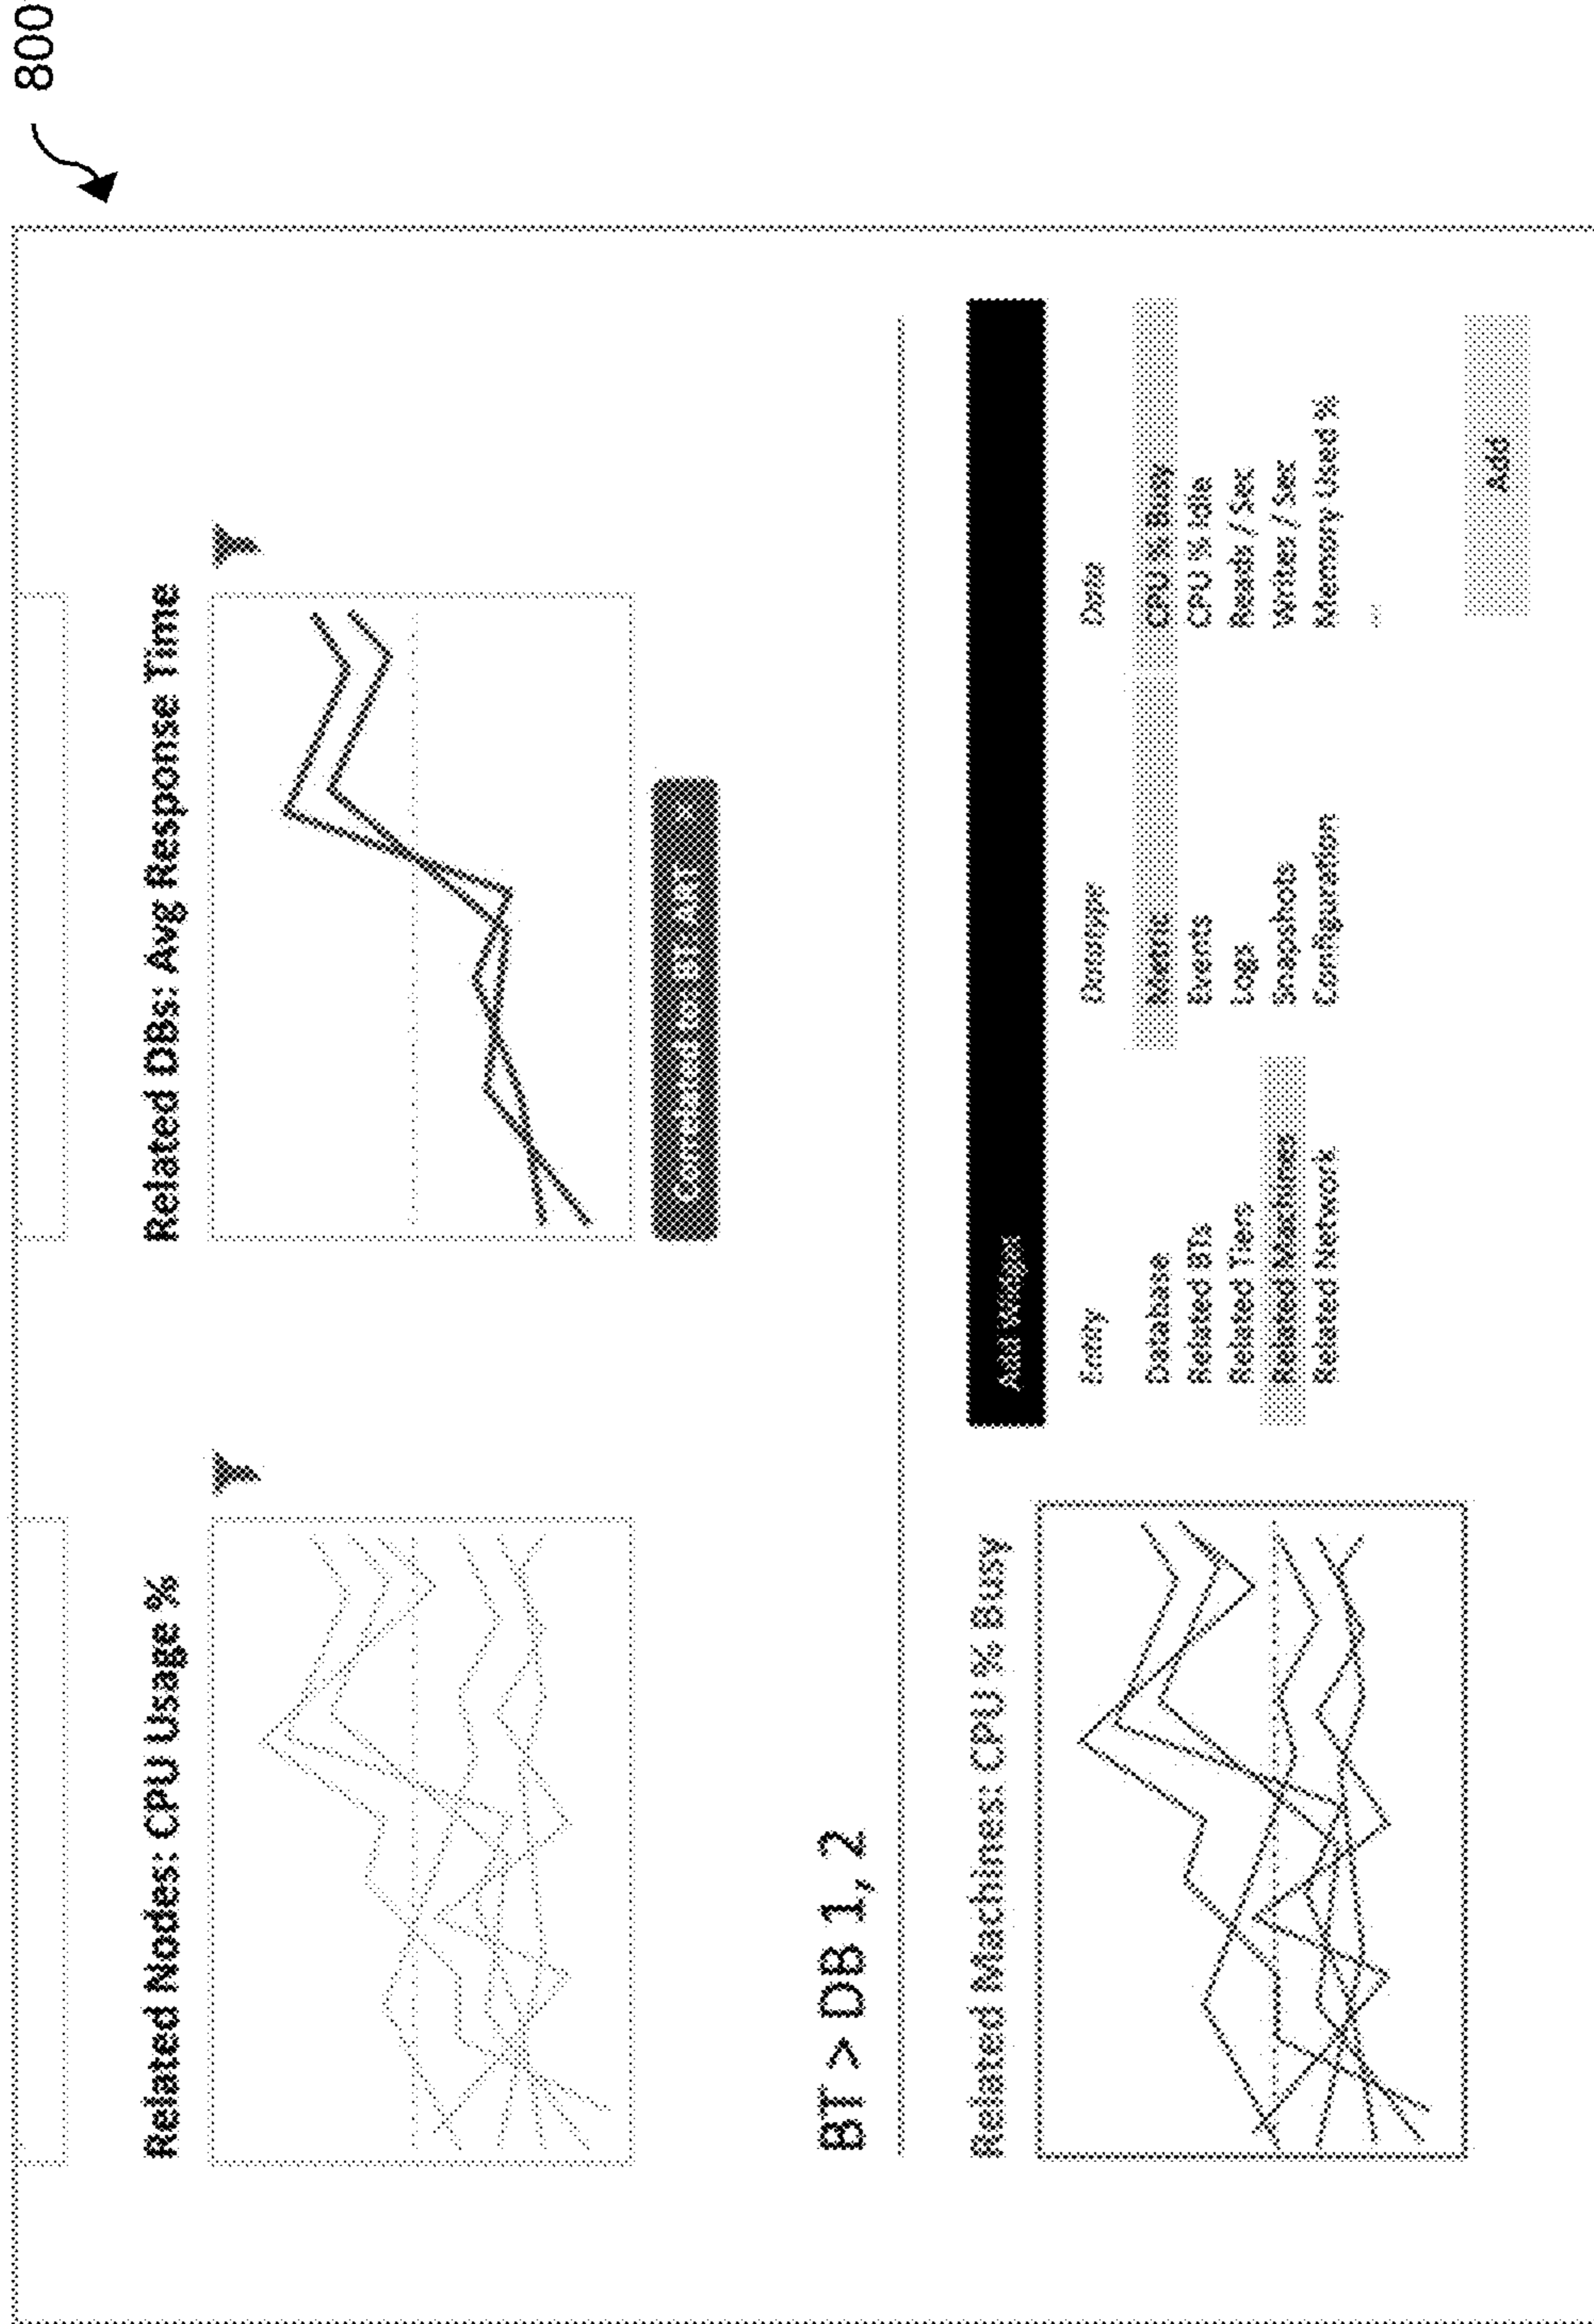 800
Related Nodes: CPU Usage %
Related DBs: Avg Response Time
BT > DB 1, 2
Related Machines: CPU % Busy
Add Widget
Entity
Database
Related BTs
Related Tiers
Related Machines
Related Network
Datatype
Metric
Events
Logs
Snapshots
Configuration
Data
CPU % Busy
CPU % Idle
Reads / Sec
Writes / Sec
Memory Used %
...
Add